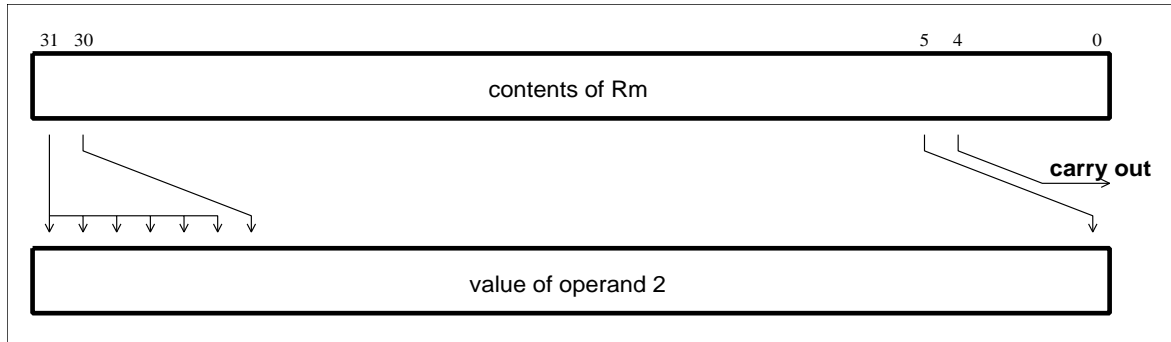 31 30 5 4 0
contents of Rm
carry out
value of operand 2